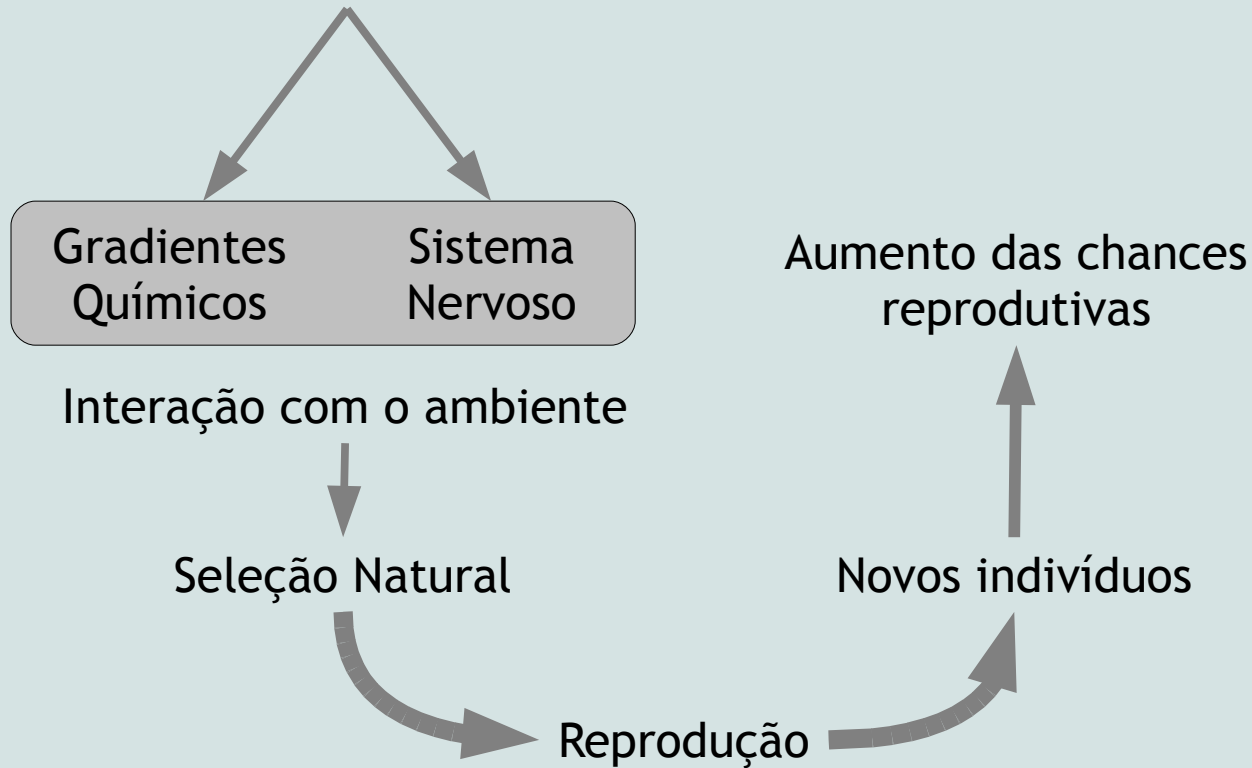 Gradientes
Químicos
Sistema
Nervoso
Interação com o ambiente
Seleção Natural
Reprodução
Novos indivíduos
Aumento das chances
reprodutivas